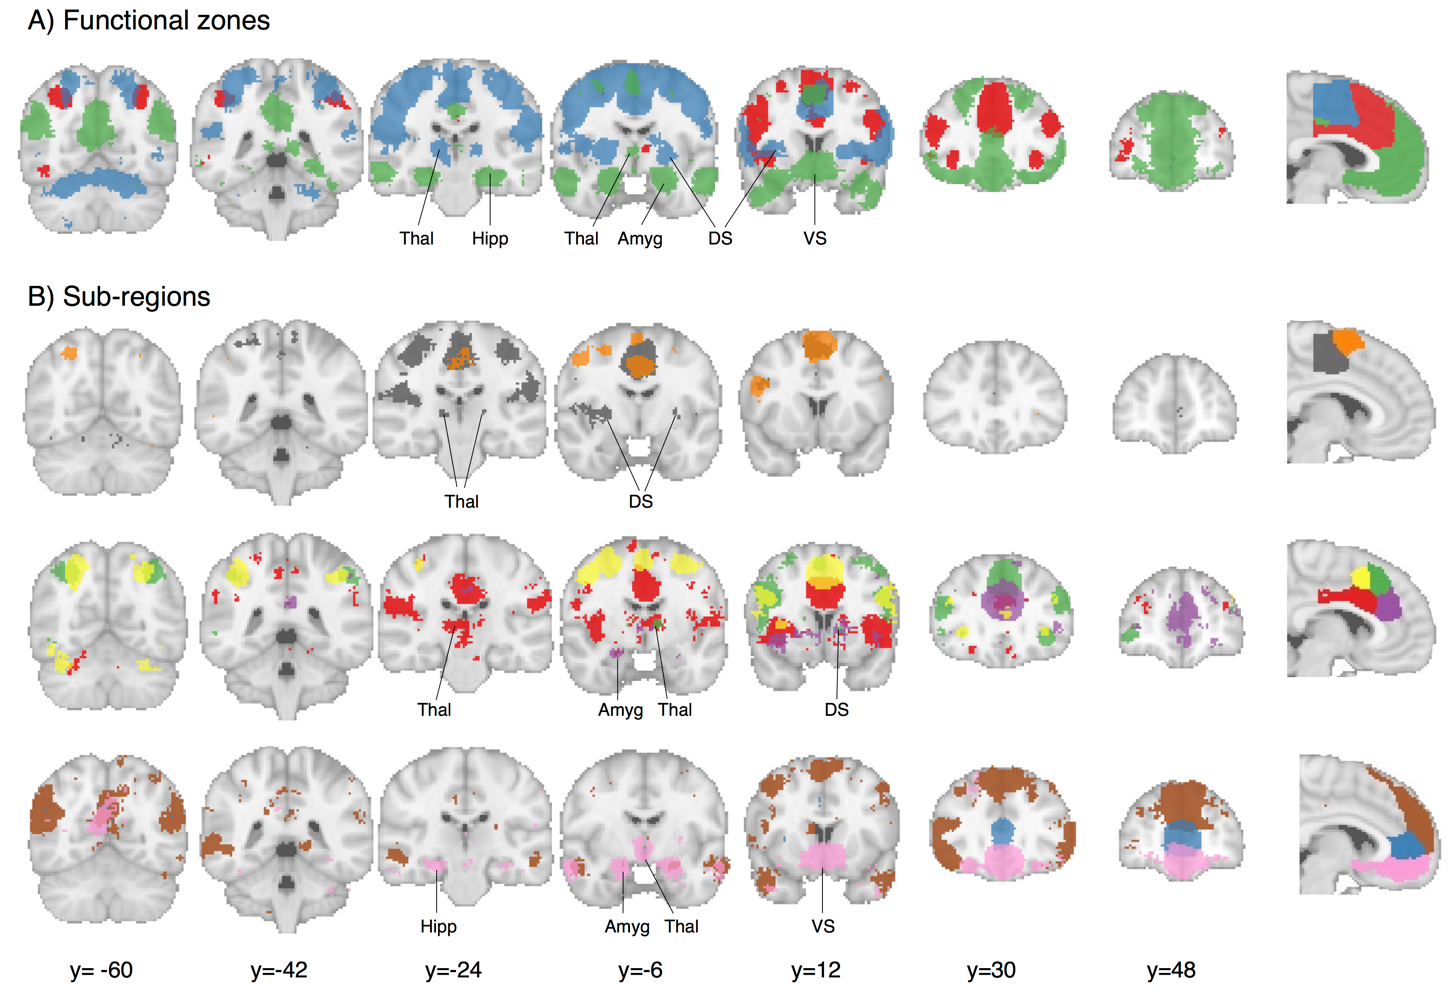 A) Functional zones
Thal Hipp Thal Amyg DS VS
B) Sub-regions
Thal DS
Thal Amyg Thal DS
Hipp Amyg Thal VS
y= -60 y=-42 y=-24 y=-6 y=12 y=30 y=48